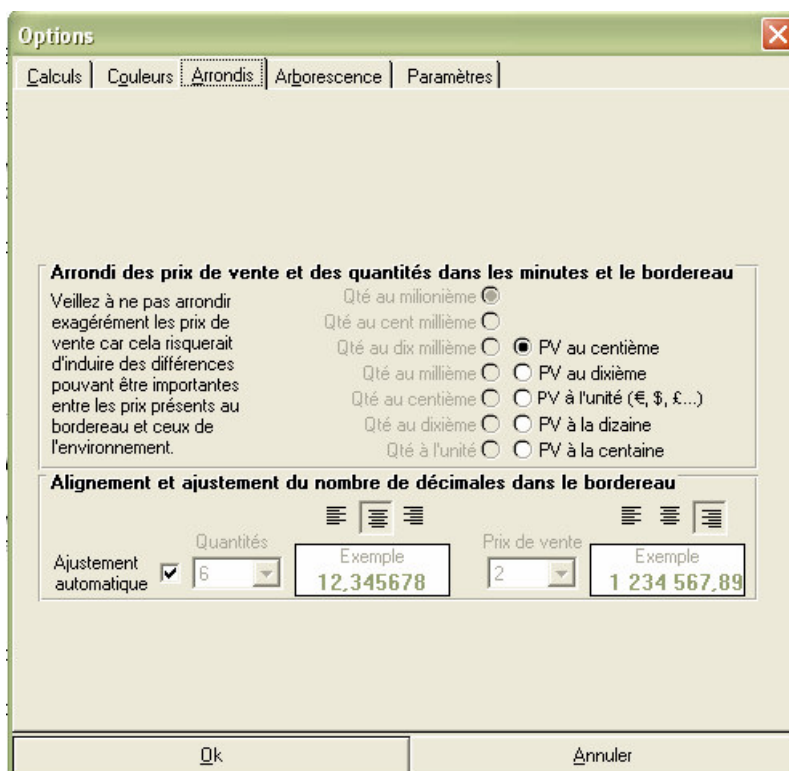 Options
Calculs Couleurs Arrondis Arborescence Paramètres
Arrondi des prix de vente et des quantités dans les minutes et le bordereau
Veillez à ne pas arrondir
exagérément les prix de
vente car cela risquerait
d'induire des différences
pouvant être importantes
entre les prix présents au
bordereau et ceux de
l'environnement.
Qté au milionième
Qté au cent millième
Qté au dix millième
Qté au millième
Qté au centième
Qté au dixième
Qté à l'unité
PV au centième
PV au dixième
PV à l'unité (€, $, £...)
PV à la dizaine
PV à la centaine
Alignement et ajustement du nombre de décimales dans le bordereau
Ajustement
automatique
Quantités
6
Exemple
12,345678
Prix de vente
2
Exemple
1 234 567,89
Ok
Annuler